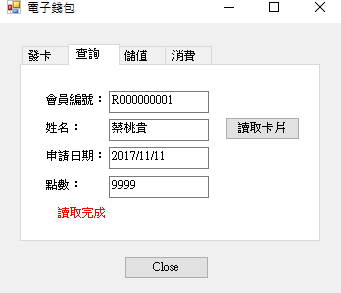 電子錢包
發卡 查詢 儲值 消費
會員編號： R000000001
姓名： 蔡桃貴 讀取卡片
申請日期： 2017/11/11
點數： 9999
讀取完成
Close